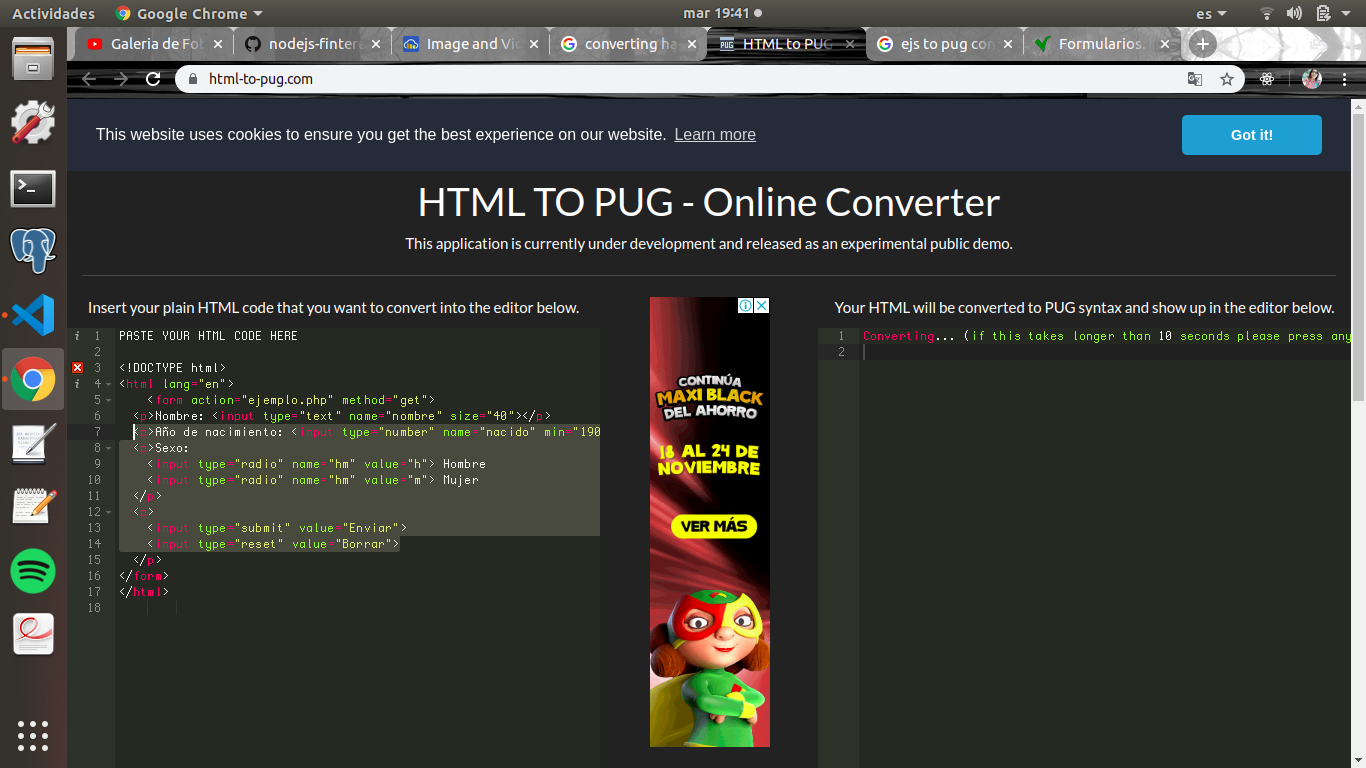 Actividades Google Chrome mar 19:41 es
Galeria de Fot nodejs-finter Image and Vid converting ha HTML to PUG ejs to pug con Formularios.
html-to-pug.com
This website uses cookies to ensure you get the best experience on our website. Learn more Got it!
HTML TO PUG - Online Converter
This application is currently under development and released as an experimental public demo.
Insert your plain HTML code that you want to convert into the editor below.
1 PASTE YOUR HTML CODE HERE
2
3 <!DOCTYPE html>
4 <html lang="en">
5 <form action="ejemplo.php" method="get">
6 <p>Nombre: <input type="text" name="nombre" size="40"></p>
7 <p>Año de nacimiento: <input type="number" name="nacido" min="190
8 <p>Sexo:
9 <input type="radio" name="hm" value="h"> Hombre
10 <input type="radio" name="hm" value="m"> Mujer
11 </p>
12 <p>
13 <input type="submit" value="Enviar">
14 <input type="reset" value="Borrar">
15 </p>
16 </form>
17 </html>
18
CONTINÚA
MAXI BLACK
DEL AHORRO
18 AL 24 DE
NOVIEMBRE
VER MÁS
Your HTML will be converted to PUG syntax and show up in the editor below.
1 Converting... (if this takes longer than 10 seconds please press any
2